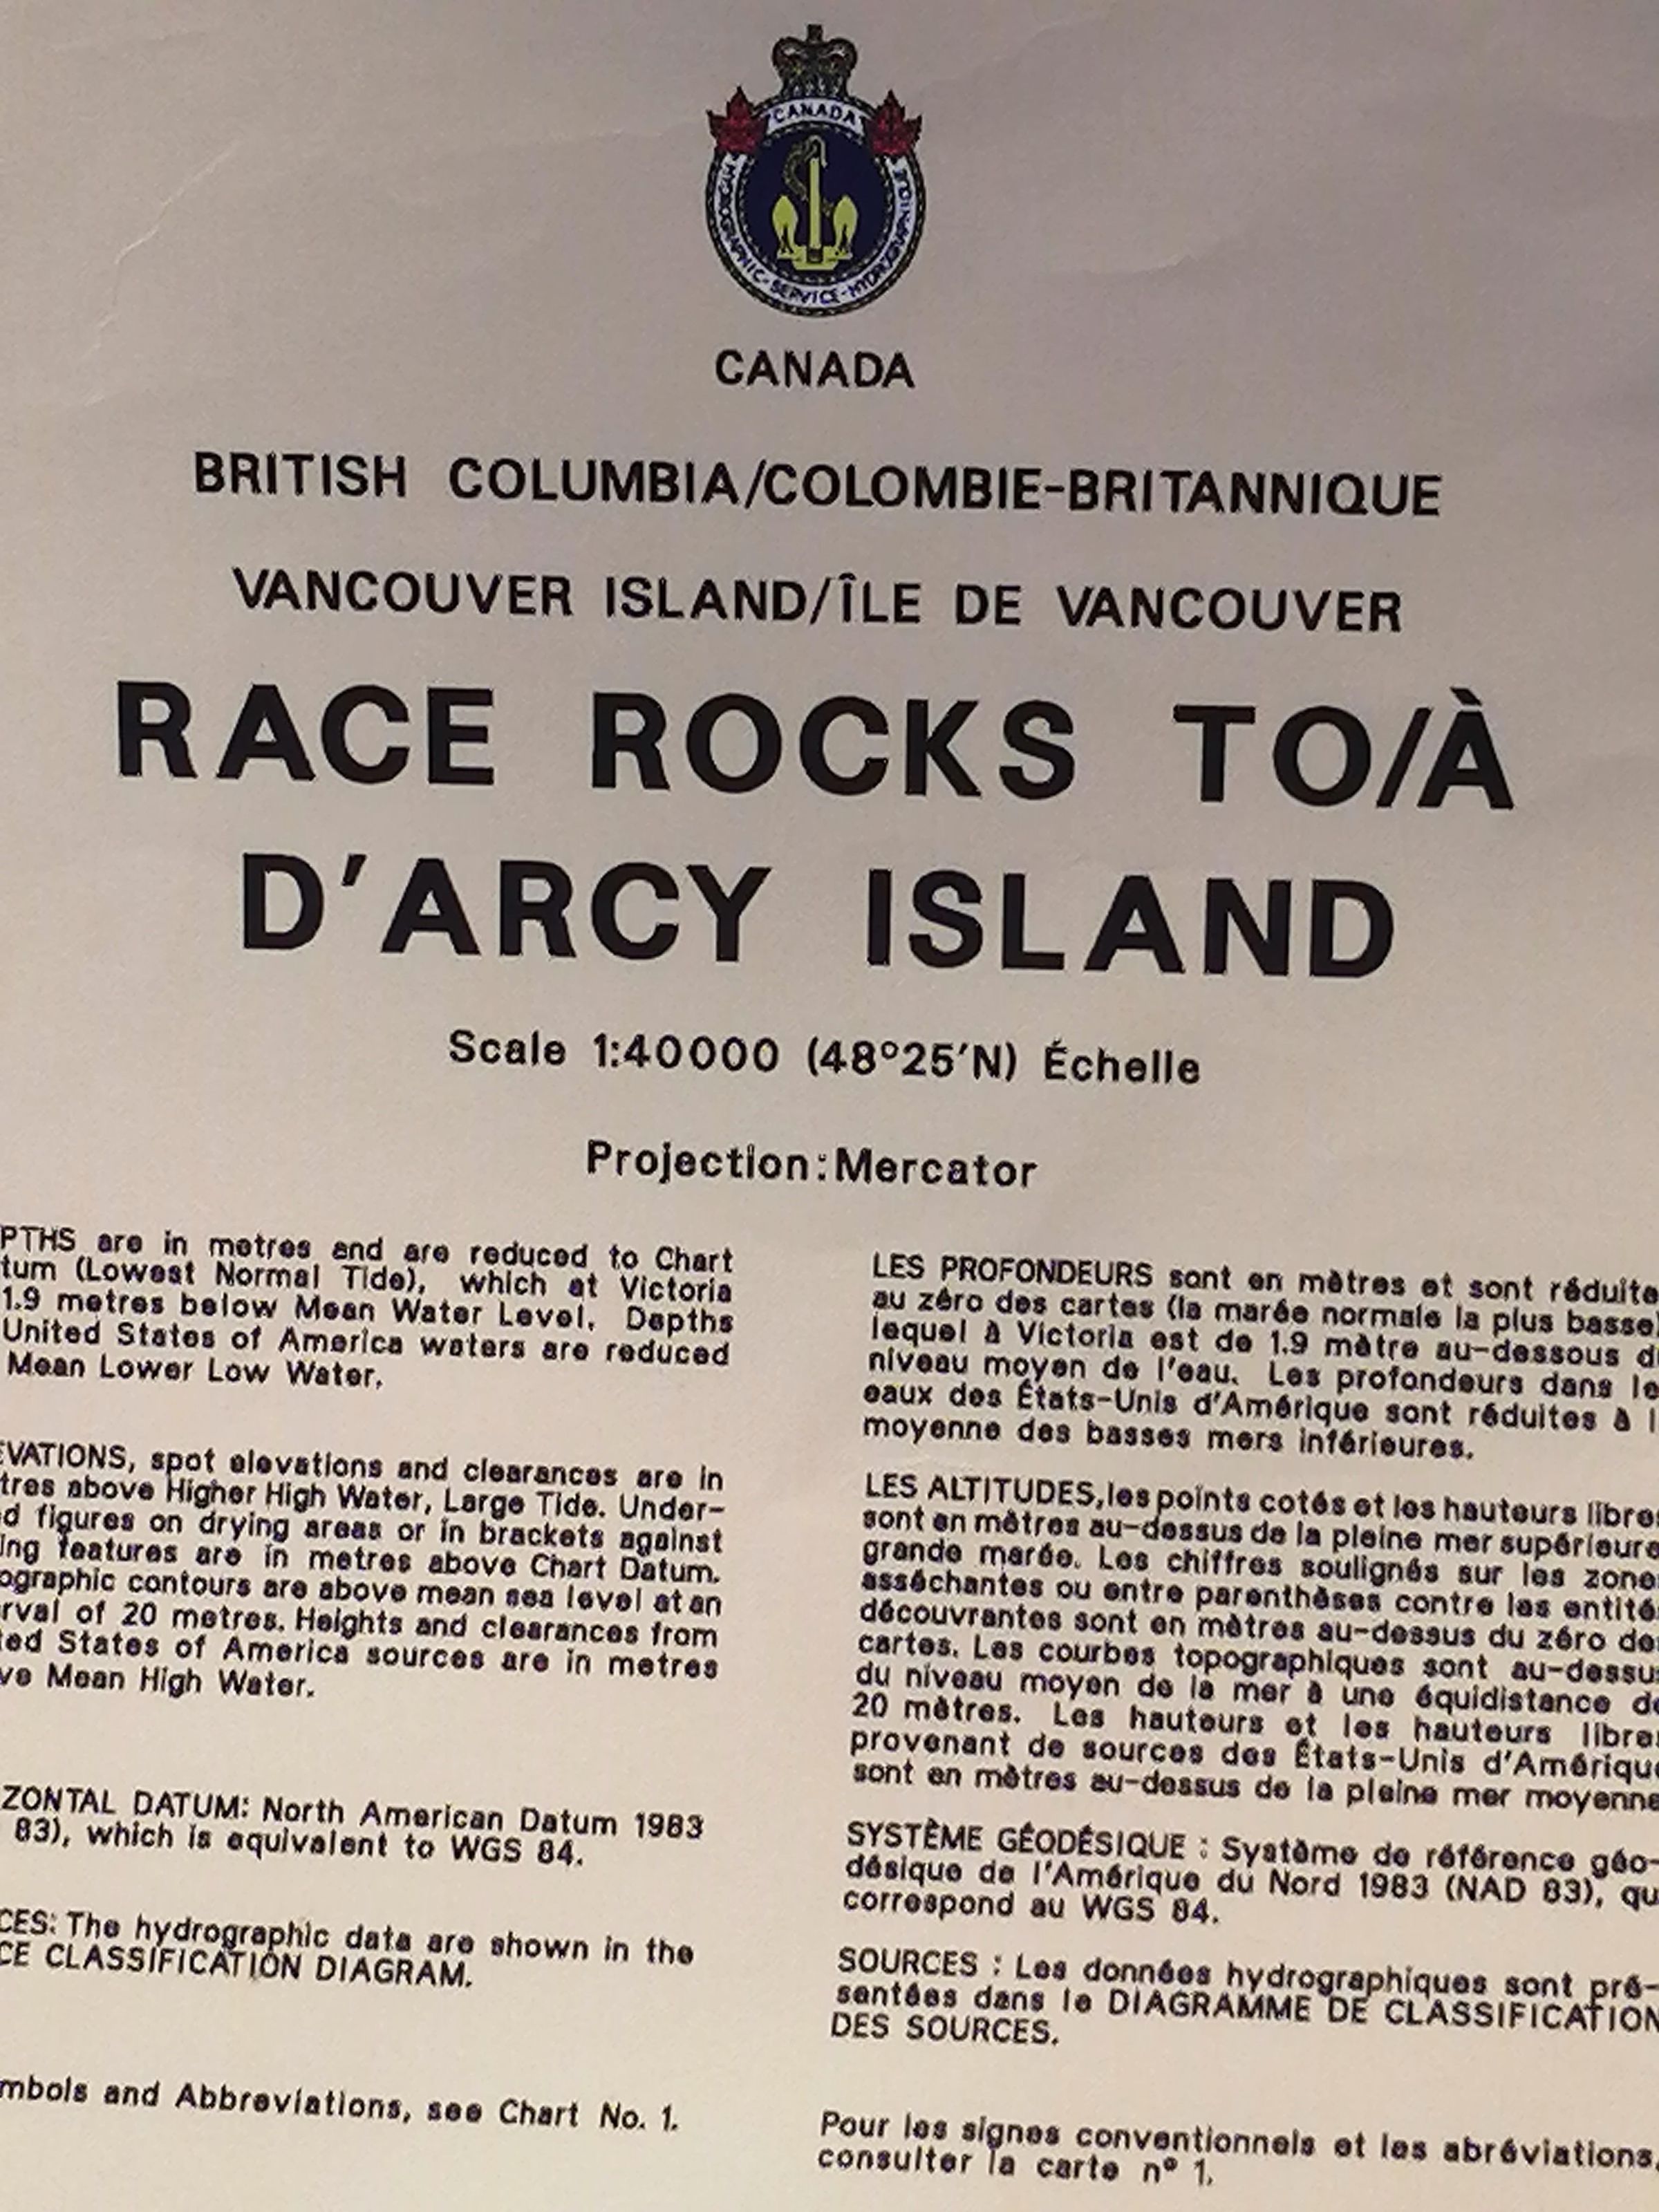 CANADA
HYDROGRAPHIC-SERVICE-HYDROGRAPHIQUE
CANADA
BRITISH COLUMBIA/COLOMBIE-BRITANNIQUE
VANCOUVER ISLAND/ÎLE DE VANCOUVER
RACE ROCKS TO/À
D'ARCY ISLAND
Scale 1:40000 (48°25'N) Échelle
Projection:Mercator
PTHS are in metres and are reduced to Chart
tum (Lowest Normal Tide), which at Victoria
1.9 metres below Mean Water Level. Depths
United States of America waters are reduced
Mean Lower Low Water.
EVATIONS, spot elevations and clearances are in
tres above Higher High Water, Large Tide. Under-
d figures on drying areas or in brackets against
ing features are in metres above Chart Datum.
ographic contours are above mean sea level at an
rval of 20 metres. Heights and clearances from
ted States of America sources are in metres
ve Mean High Water.
ZONTAL DATUM: North American Datum 1983
83), which is equivalent to WGS 84.
CES: The hydrographic data are shown in the
CE CLASSIFICATION DIAGRAM.
mbols and Abbreviations, see Chart No. 1.
LES PROFONDEURS sont en mètres et sont réduite
au zéro des cartes (la marée normale la plus basse)
lequel à Victoria est de 1.9 mètre au-dessous d
niveau moyen de l'eau. Les profondeurs dans le
eaux des États-Unis d'Amérique sont réduites à l
moyenne des basses mers inférieures.
LES ALTITUDES,les points cotés et les hauteurs libre
sont en mètres au-dessus de la pleine mer supérieure
grande marée. Les chiffres soulignés sur les zone
asséchantes ou entre parenthèses contre les entité
découvrantes sont en mètres au-dessus du zéro de
cartes. Les courbes topographiques sont au-dessu
du niveau moyen de la mer à une équidistance d
20 mètres. Les hauteurs et les hauteurs libre
provenant de sources des États-Unis d'Amériqu
sont en mètres au-dessus de la pleine mer moyenne
SYSTÈME GÉODÉSIQUE : Système de référence géo-
désique de l'Amérique du Nord 1983 (NAD 83), qu
correspond au WGS 84.
SOURCES : Les données hydrographiques sont pré-
sentées dans le DIAGRAMME DE CLASSIFICATION
DES SOURCES.
Pour les signes conventionnels et les abréviations,
consulter la carte nº 1.